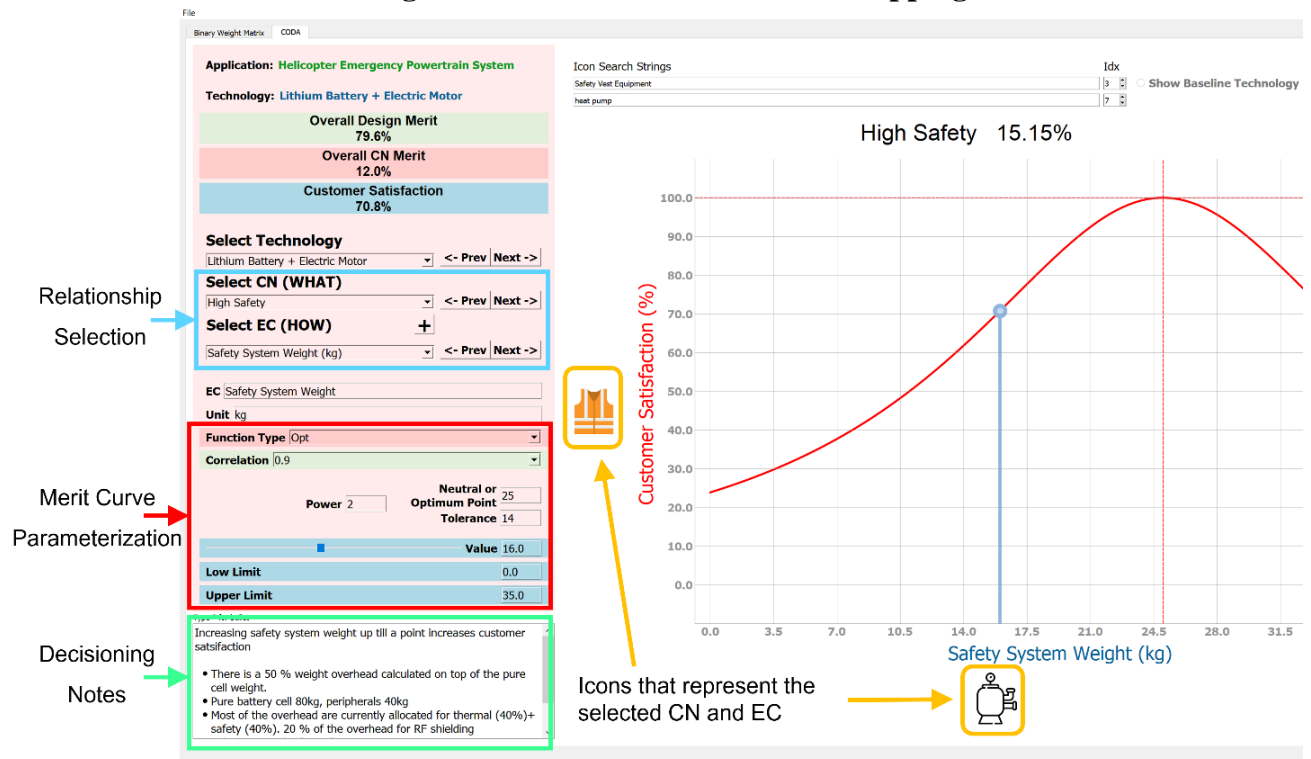 File
Binary Weight Matrix CODA
Application: Helicopter Emergency Powertrain System
Technology: Lithium Battery + Electric Motor
Overall Design Merit
79.6%
Overall CN Merit
12.0%
Customer Satisfaction
70.8%
Select Technology
Lithium Battery + Electric Motor <- Prev Next ->
Select CN (WHAT)
High Safety <- Prev Next ->
Select EC (HOW) +
Safety System Weight (kg) <- Prev Next ->
EC Safety System Weight
Unit kg
Function Type Opt
Correlation 0.9
Power 2
Neutral or
Optimum Point 25
Tolerance 14
Value 16.0
Low Limit 0.0
Upper Limit 35.0
Increasing safety system weight up till a point increases customer
satsifaction
• There is a 50 % weight overhead calculated on top of the pure
cell weight.
• Pure battery cell 80kg, peripherals 40kg
• Most of the overhead are currently allocated for thermal (40%)+
safety (40%). 20 % of the overhead for RF shielding
Relationship
Selection
Merit Curve
Parameterization
Decisioning
Notes
Icon Search Strings Idx
Safety Vest Equipment 3 Show Baseline Technology
heat pump 7
High Safety 15.15%
Customer Satisfaction (%)
100.0
90.0
80.0
70.0
60.0
50.0
40.0
30.0
20.0
10.0
0.0
0.0 3.5 7.0 10.5 14.0 17.5 21.0 24.5 28.0 31.5
Safety System Weight (kg)
Icons that represent the
selected CN and EC